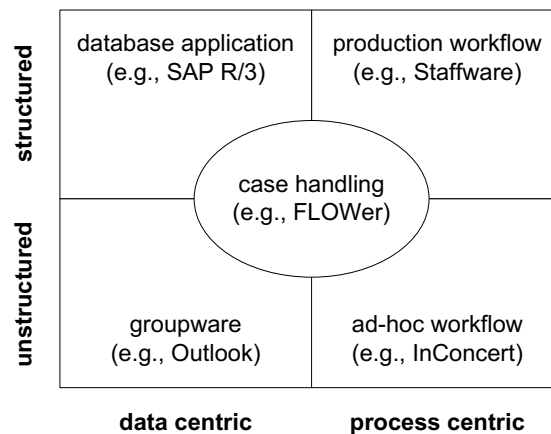 structured
database application
(e.g., SAP R/3)
production workflow
(e.g., Staffware)
case handling
(e.g., FLOWer)
unstructured
groupware
(e.g., Outlook)
ad-hoc workflow
(e.g., InConcert)
data centric
process centric